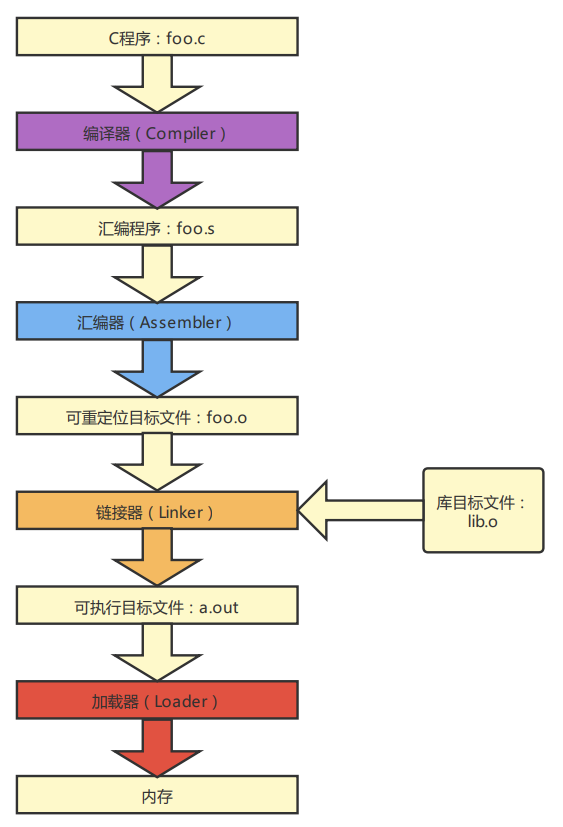 C程序：foo.c
编译器（Compiler）
汇编程序：foo.s
汇编器（Assembler）
可重定位目标文件：foo.o
链接器（Linker）
库目标文件：
lib.o
可执行目标文件：a.out
加载器（Loader）
内存